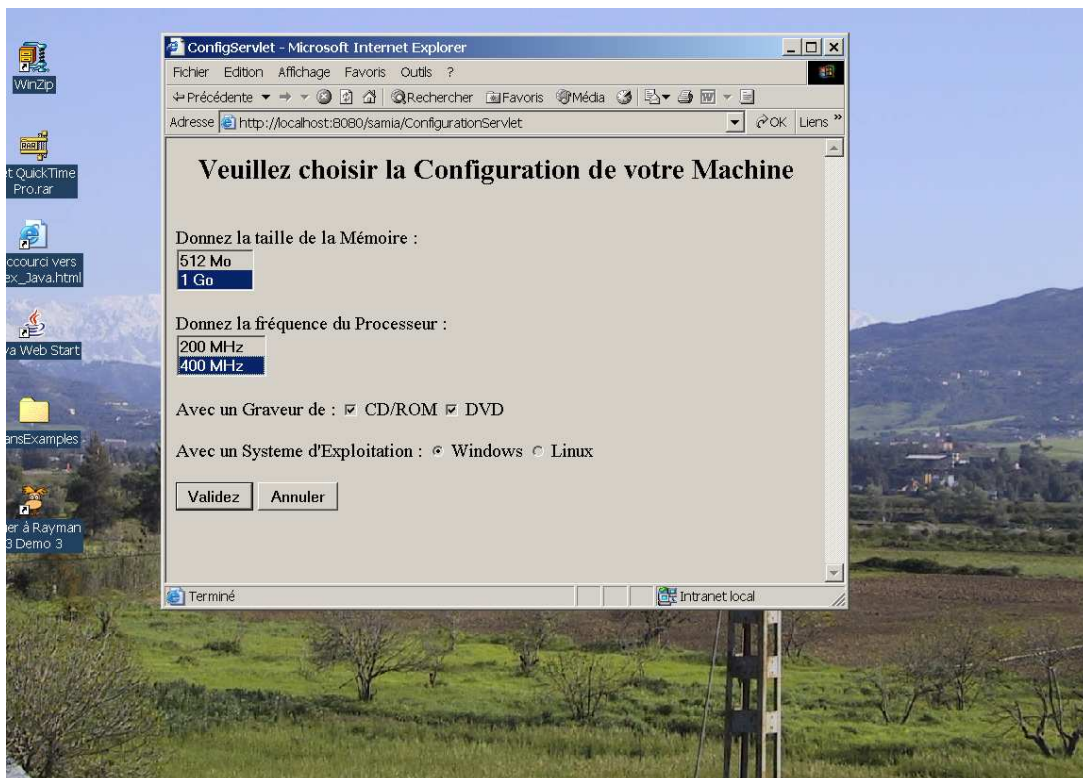 WinZip
et QuickTime
Pro.rar
ccourci vers
ex_Java.html
va Web Start
ansExamples
er à Rayman
3 Demo 3
ConfigServlet - Microsoft Internet Explorer
Fichier Edition Affichage Favoris Outils ?
Précédente Rechercher Favoris Média
Adresse http://localhost:8080/samia/ConfigurationServlet OK Liens »
Veuillez choisir la Configuration de votre Machine
Donnez la taille de la Mémoire :
512 Mo
1 Go
Donnez la fréquence du Processeur :
200 MHz
400 MHz
Avec un Graveur de : CD/ROM DVD
Avec un Systeme d'Exploitation : Windows Linux
Validez Annuler
Terminé Intranet local